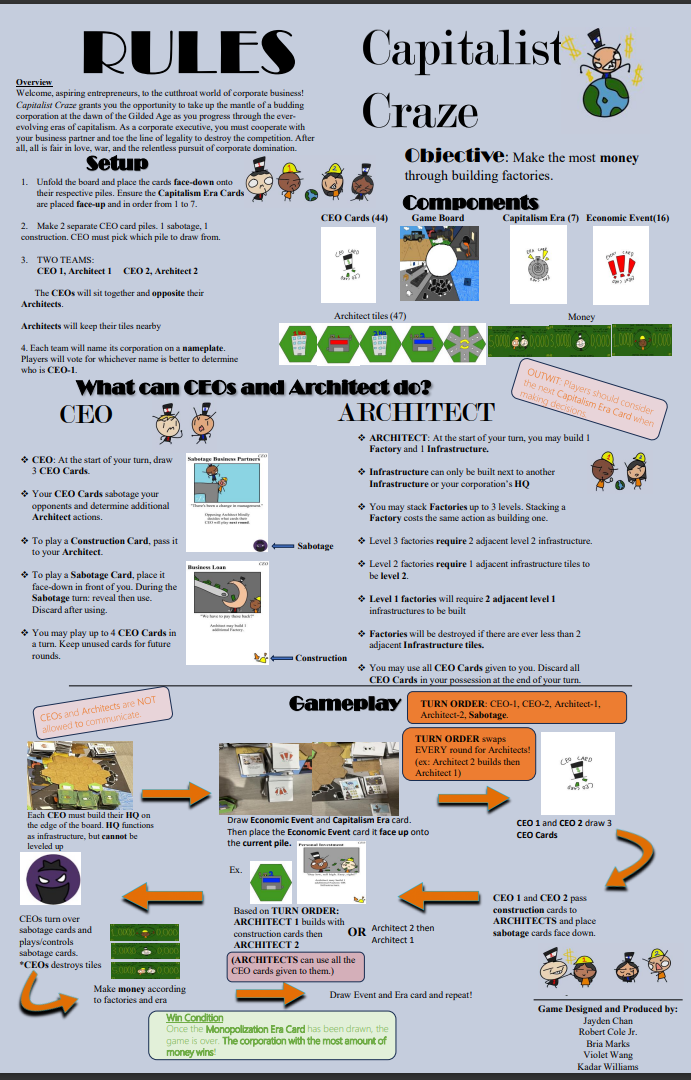 RULES
Capitalist
Craze
Overview
Welcome, aspiring entrepreneurs, to the cutthroat world of corporate business!
Capitalist Craze grants you the opportunity to take up the mantle of a budding
corporation at the dawn of the Gilded Age as you progress through the ever-
evolving eras of capitalism. As a corporate executive, you must cooperate with
your business partner and toe the line of legality to destroy the competition. After
all, all is fair in love, war, and the relentless pursuit of corporate domination.
Objective: Make the most money
through building factories.
Setup
1. Unfold the board and place the cards face-down onto
their respective piles. Ensure the Capitalism Era Cards
are placed face-up and in order from 1 to 7.
2. Make 2 separate CEO card piles. 1 sabotage, 1
construction. CEO must pick which pile to draw from.
3. TWO TEAMS:
CEO 1, Architect 1 CEO 2, Architect 2
The CEOs will sit together and opposite their
Architects.
Architects will keep their tiles nearby
4. Each team will name its corporation on a nameplate.
Players will vote for whichever name is better to determine
who is CEO-1.
Components
CEO Cards (44) Game Board Capitalism Era (7) Economic Event(16)
CEO CARD
CEO CARD
ERA CARD
ERA CARD
Architect tiles (47) Money
OUTWIT: Players should consider
the next Capitalism Era Card when
making decisions.
What can CEOs and Architect do?
CEO
❖ CEO: At the start of your turn, draw
3 CEO Cards.
❖ Your CEO Cards sabotage your
opponents and determine additional
Architect actions.
❖ To play a Construction Card, pass it
to your Architect.
❖ To play a Sabotage Card, place it
face-down in front of you. During the
Sabotage turn: reveal then use.
Discard after using.
❖ You may play up to 4 CEO Cards in
a turn. Keep unused cards for future
rounds.
CEO
Sabotage Business Partners
"There's been a change in management."
Opposing Architect blindly
decides what cards their
CEO will play next round.
Sabotage
CEO
Business Loan
"We have to pay these back?"
Architect may build 1
additional Factory.
Construction
ARCHITECT
❖ ARCHITECT: At the start of your turn, you may build 1
Factory and 1 Infrastructure.
❖ Infrastructure can only be built next to another
Infrastructure or your corporation's HQ
❖ You may stack Factories up to 3 levels. Stacking a
Factory costs the same action as building one.
❖ Level 3 factories require 2 adjacent level 2 infrastructure.
❖ Level 2 factories require 1 adjacent infrastructure tiles to
be level 2.
❖ Level 1 factories will require 2 adjacent level 1
infrastructures to be built
❖ Factories will be destroyed if there are ever less than 2
adjacent Infrastructure tiles.
❖ You may use all CEO Cards given to you. Discard all
CEO Cards in your possession at the end of your turn.
CEOs and Architects are NOT
allowed to communicate.
Gameplay
TURN ORDER: CEO-1, CEO-2, Architect-1,
Architect-2, Sabotage.
TURN ORDER swaps
EVERY round for Architects!
(ex: Architect 2 builds then
Architect 1)
Each CEO must build their HQ on
the edge of the board. HQ functions
as infrastructure, but cannot be
leveled up
Draw Economic Event and Capitalism Era card.
Then place the Economic Event card it face up onto
the current pile.
CEO CARD
CEO CARD
CEO 1 and CEO 2 draw 3
CEO Cards
CEO 1 and CEO 2 pass
construction cards to
ARCHITECTS and place
sabotage cards face down.
Ex.
Personal Investment
Based on TURN ORDER:
ARCHITECT 1 builds with
construction cards then
ARCHITECT 2
OR
Architect 2 then
Architect 1
(ARCHITECTS can use all the
CEO cards given to them.)
CEOs turn over
sabotage cards and
plays/controls
sabotage cards.
*CEOs destroys tiles
Make money according
to factories and era
Draw Event and Era card and repeat!
Win Condition
Once the Monopolization Era Card has been drawn, the
game is over. The corporation with the most amount of
money wins!
Game Designed and Produced by:
Jayden Chan
Robert Cole Jr.
Bria Marks
Violet Wang
Kadar Williams